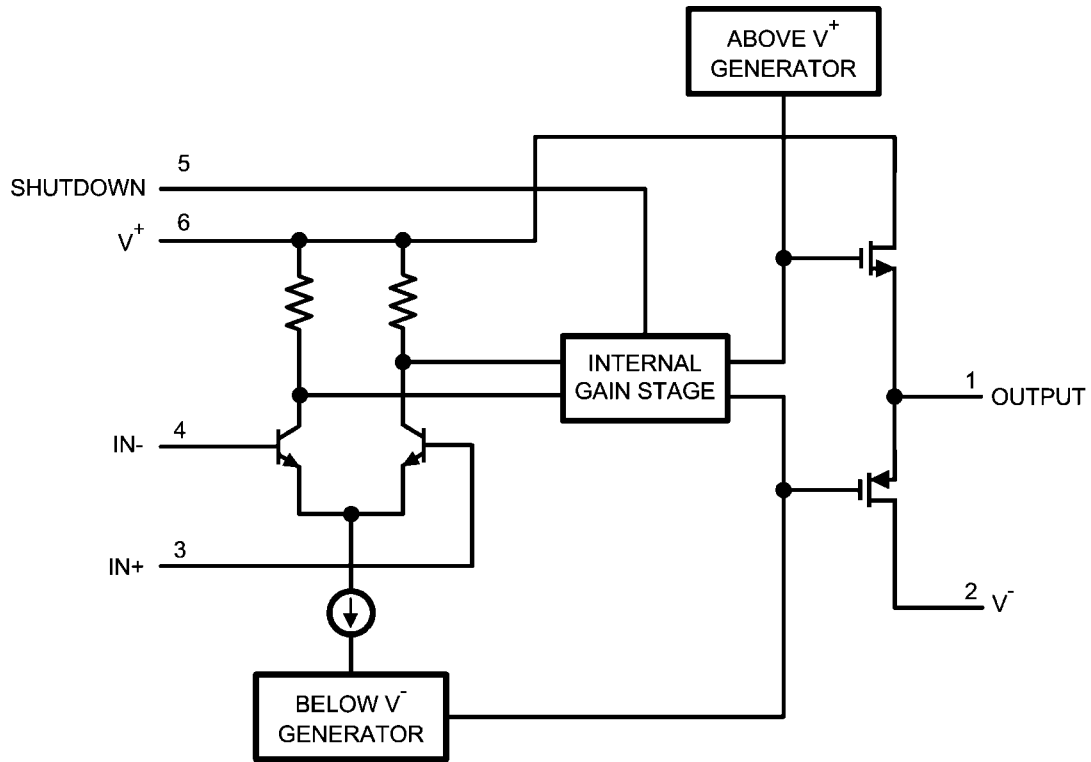 ABOVE V+
GENERATOR
5
SHUTDOWN
6
V+
INTERNAL
GAIN STAGE
1
OUTPUT
4
IN-
3
IN+
2
V-
BELOW V-
GENERATOR